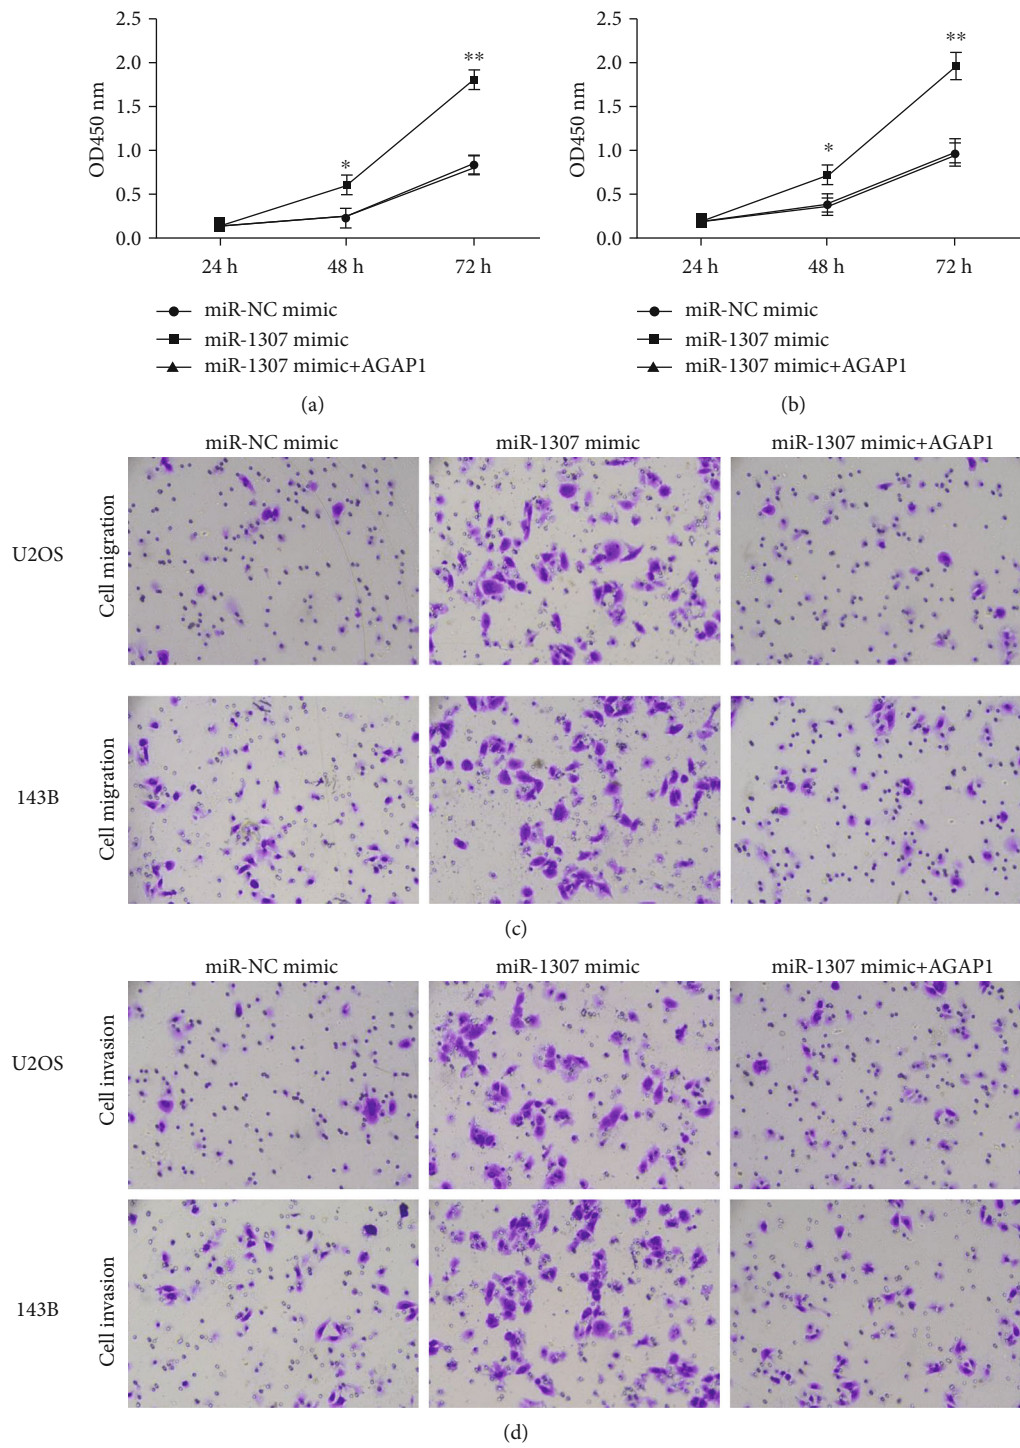 2.5
2.0
1.5
1.0
0.5
0.0
OD450 nm
*
**
24 h 48 h 72 h
miR-NC mimic
miR-1307 mimic
miR-1307 mimic+AGAP1
(a)
2.5
2.0
1.5
1.0
0.5
0.0
OD450 nm
*
**
24 h 48 h 72 h
miR-NC mimic
miR-1307 mimic
miR-1307 mimic+AGAP1
(b)
miR-NC mimic miR-1307 mimic miR-1307 mimic+AGAP1
U2OS
Cell migration
143B
Cell migration
(c)
miR-NC mimic miR-1307 mimic miR-1307 mimic+AGAP1
U2OS
Cell invasion
143B
Cell invasion
(d)